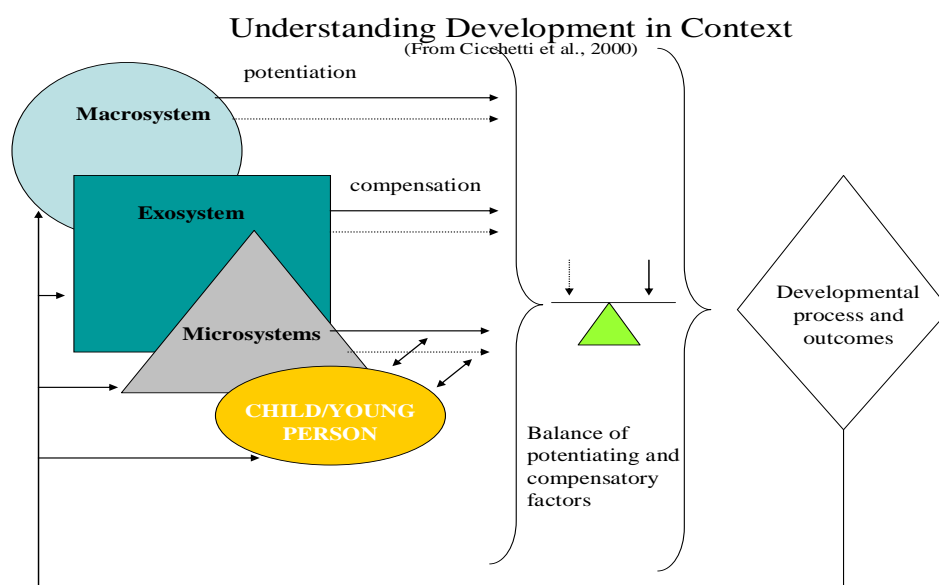 Understanding Development in Context
(From Cicchetti et al., 2000)
potentiation
Macrosystem
compensation
Exosystem
Microsystems
CHILD/YOUNG
PERSON
Balance of
potentiating and
compensatory
factors
Developmental
process and
outcomes